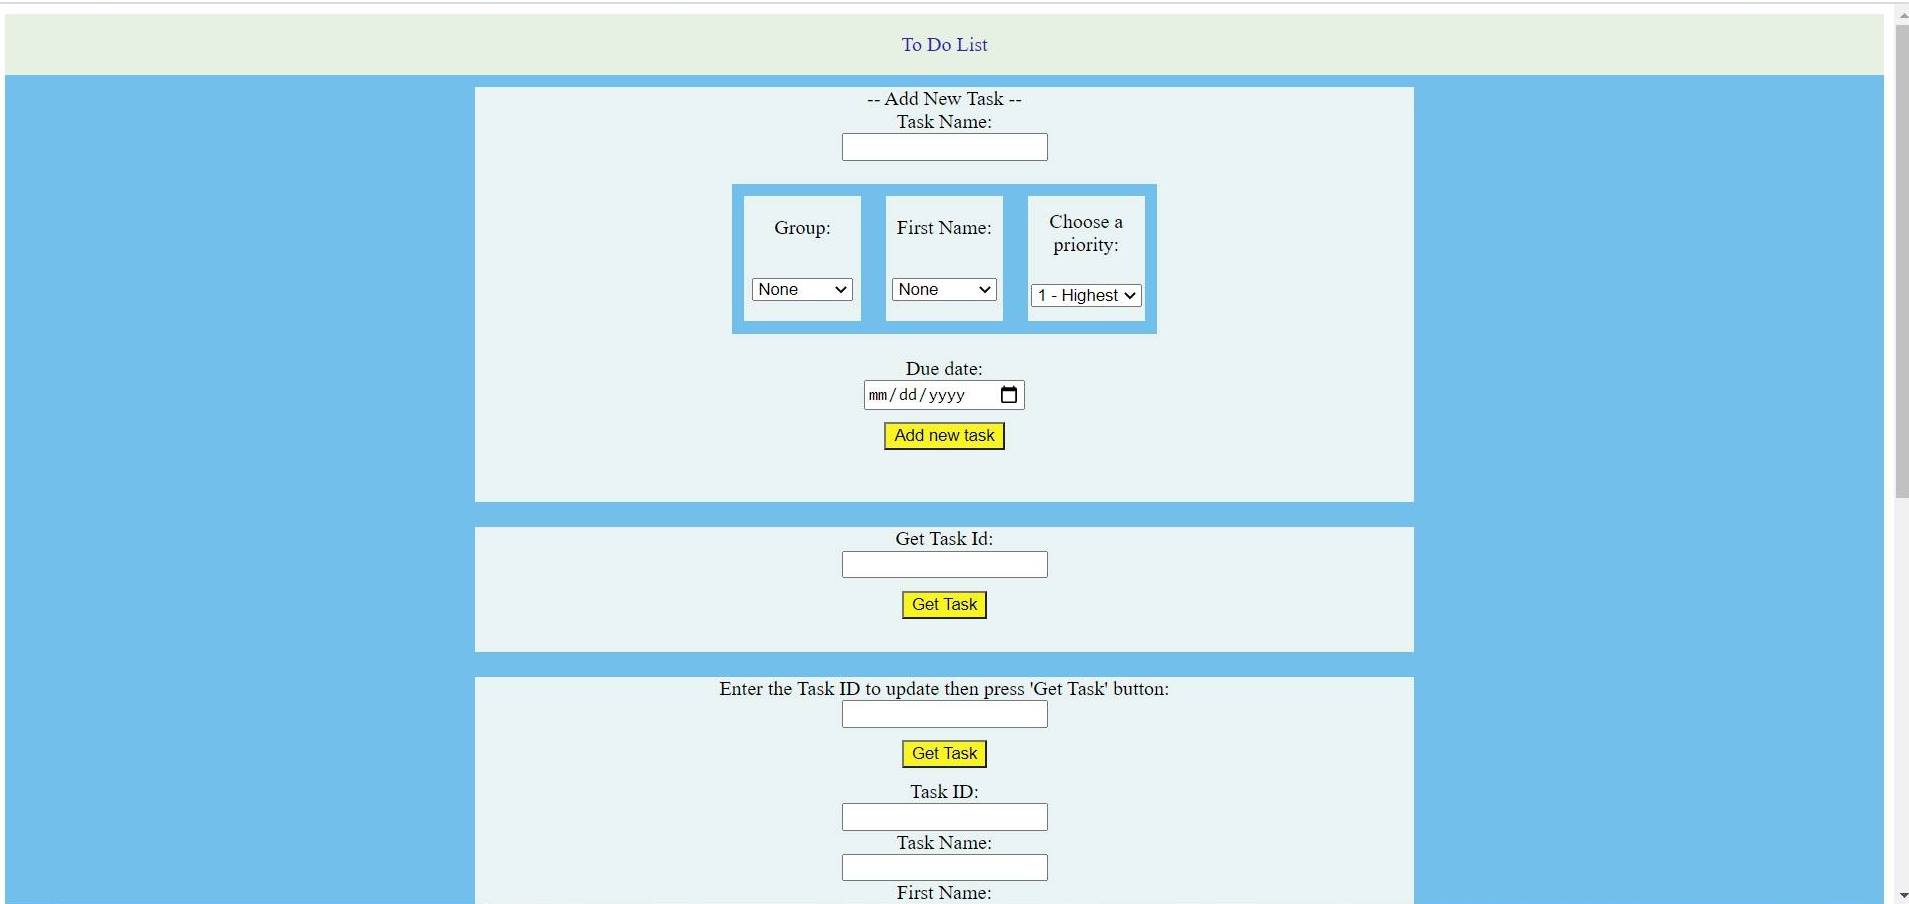 To Do List
-- Add New Task --
Task Name:
Group:
First Name:
Choose a
priority:
None
None
1 - Highest
Due date:
mm/dd/yyyy
Add new task
Get Task Id:
Get Task
Enter the Task ID to update then press 'Get Task' button:
Get Task
Task ID:
Task Name:
First Name: